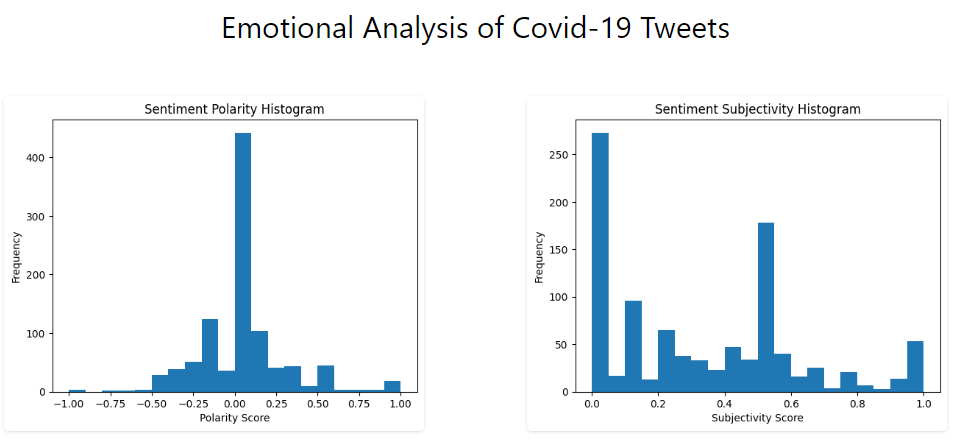 Emotional Analysis of Covid-19 Tweets
Sentiment Polarity Histogram
Frequency
400
300
200
100
0
−1.00 −0.75 −0.50 −0.25 0.00 0.25 0.50 0.75 1.00
Polarity Score
Sentiment Subjectivity Histogram
Frequency
250
200
150
100
50
0
0.0 0.2 0.4 0.6 0.8 1.0
Subjectivity Score